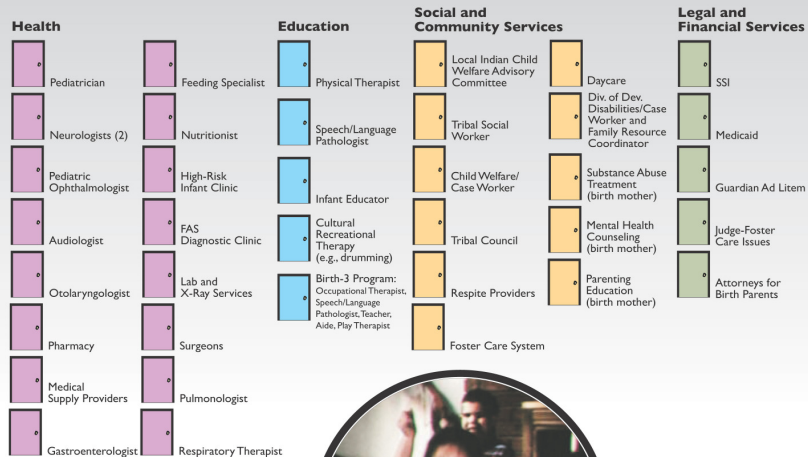 Health
Pediatrician
Neurologists (2)
Pediatric
Ophthalmologist
Audiologist
Otolaryngologist
Pharmacy
Medical
Supply Providers
Gastroenterologist
Feeding Specialist
Nutritionist
High-Risk
Infant Clinic
FAS
Diagnostic Clinic
Lab and
X-Ray Services
Surgeons
Pulmonologist
Respiratory Therapist
Education
Physical Therapist
Speech/Language
Pathologist
Infant Educator
Cultural
Recreational
Therapy
(e.g., drumming)
Birth-3 Program:
Occupational Therapist,
Speech/Language
Pathologist, Teacher,
Aide, Play Therapist
Social and
Community Services
Local Indian Child
Welfare Advisory
Committee
Tribal Social
Worker
Child Welfare/
Case Worker
Tribal Council
Respite Providers
Foster Care System
Daycare
Div. of Dev.
Disabilities/Case
Worker and
Family Resource
Coordinator
Substance Abuse
Treatment
(birth mother)
Mental Health
Counseling
(birth mother)
Parenting
Education
(birth mother)
Legal and
Financial Services
SSI
Medicaid
Guardian Ad Litem
Judge-Foster
Care Issues
Attorneys for
Birth Parents